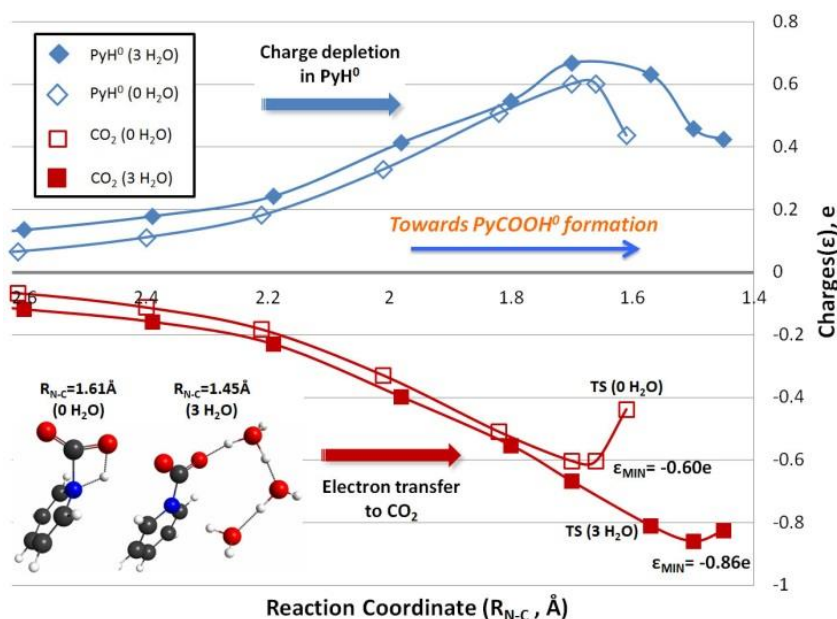 PyH⁰ (3 H₂O)
PyH⁰ (0 H₂O)
CO₂ (0 H₂O)
CO₂ (3 H₂O)
Charge depletion
in PyH⁰
Towards PyCOOH⁰ formation
0.8
0.6
0.4
0.2
0
-0.2
-0.4
-0.6
-0.8
-1
Charges(ε), e
2.6 2.4 2.2 2 1.8 1.6 1.4
R_N-C=1.61Å
(0 H₂O)
R_N-C=1.45Å
(3 H₂O)
Electron transfer
to CO₂
TS (0 H₂O)
ε_MIN= -0.60e
TS (3 H₂O)
ε_MIN= -0.86e
Reaction Coordinate (R_N-C , Å)